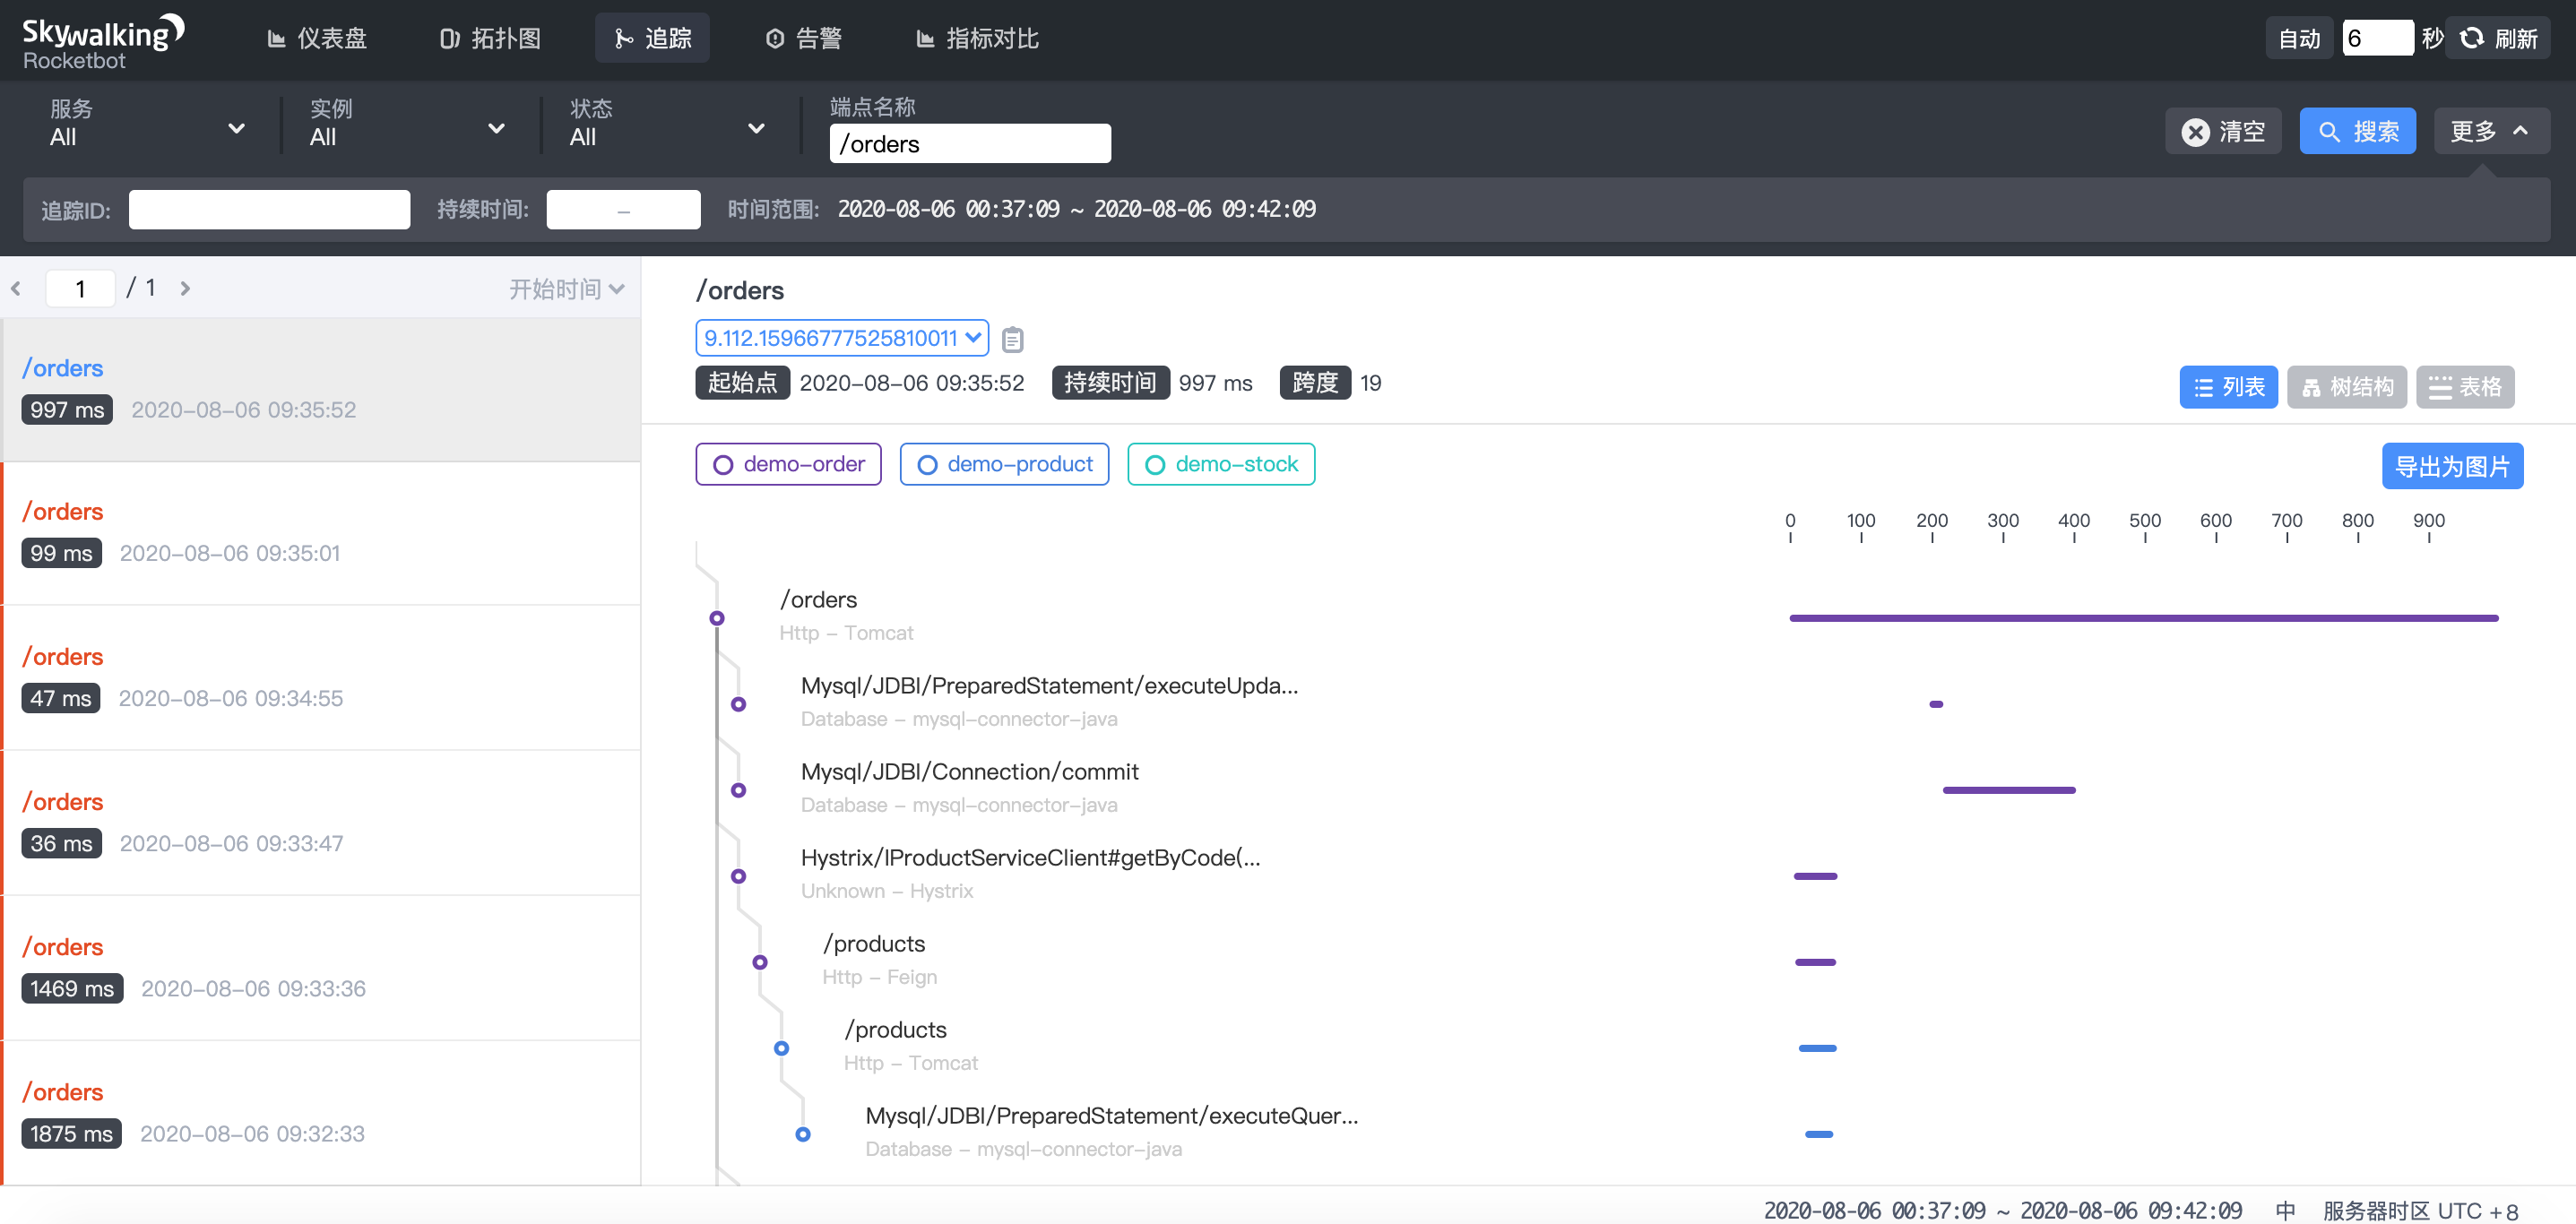 Skywalking
Rocketbot
仪表盘
拓扑图
追踪
告警
指标对比
自动
6
秒
刷新
服务
All
实例
All
状态
All
端点名称
/orders
清空
搜索
更多
追踪ID:
持续时间:
–
时间范围:
2020-08-06 00:37:09 ~ 2020-08-06 09:42:09
1 / 1
开始时间
/orders
997 ms 2020-08-06 09:35:52
/orders
99 ms 2020-08-06 09:35:01
/orders
47 ms 2020-08-06 09:34:55
/orders
36 ms 2020-08-06 09:33:47
/orders
1469 ms 2020-08-06 09:33:36
/orders
1875 ms 2020-08-06 09:32:33
/orders
9.112.15966777525810011
起始点 2020-08-06 09:35:52 持续时间 997 ms 跨度 19
列表 树结构 表格
demo-order demo-product demo-stock
导出为图片
0 100 200 300 400 500 600 700 800 900
/orders
Http - Tomcat
Mysql/JDBI/PreparedStatement/executeUpda...
Database - mysql-connector-java
Mysql/JDBI/Connection/commit
Database - mysql-connector-java
Hystrix/IProductServiceClient#getByCode(...
Unknown - Hystrix
/products
Http - Feign
/products
Http - Tomcat
Mysql/JDBI/PreparedStatement/executeQuer...
Database - mysql-connector-java
2020-08-06 00:37:09 ~ 2020-08-06 09:42:09 中 服务器时区 UTC +8